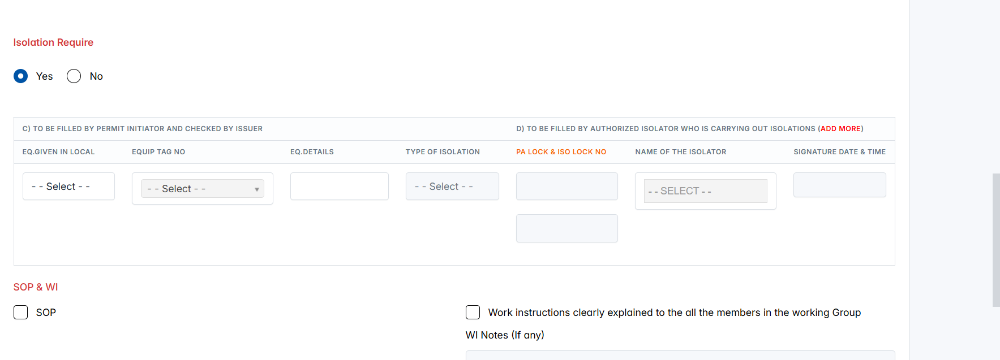 Isolation Require
Yes No
C) TO BE FILLED BY PERMIT INITIATOR AND CHECKED BY ISSUER D) TO BE FILLED BY AUTHORIZED ISOLATOR WHO IS CARRYING OUT ISOLATIONS (ADD MORE)
EQ.GIVEN IN LOCAL EQUIP TAG NO EQ.DETAILS TYPE OF ISOLATION PA LOCK & ISO LOCK NO NAME OF THE ISOLATOR SIGNATURE DATE & TIME
- - Select - - - - Select - - - - Select - - - - SELECT - -
SOP & WI
SOP Work instructions clearly explained to the all the members in the working Group
WI Notes (If any)